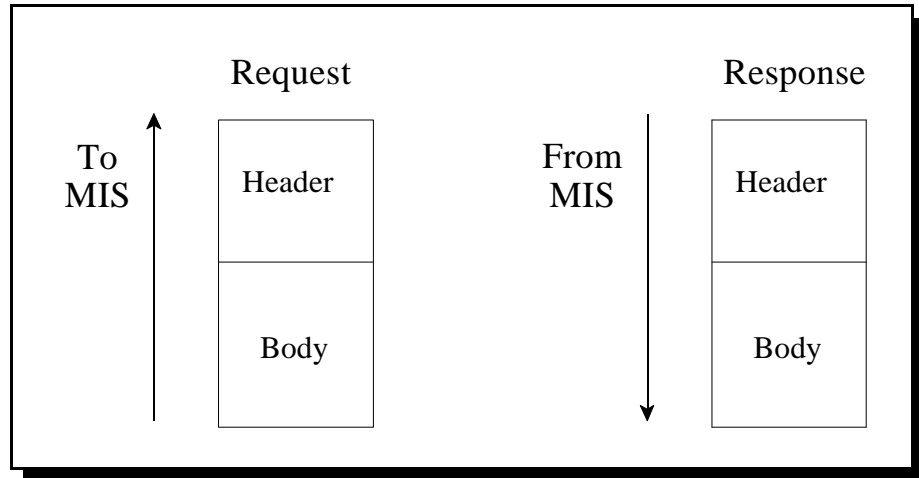 Request
To
MIS
Header
Body
Response
From
MIS
Header
Body